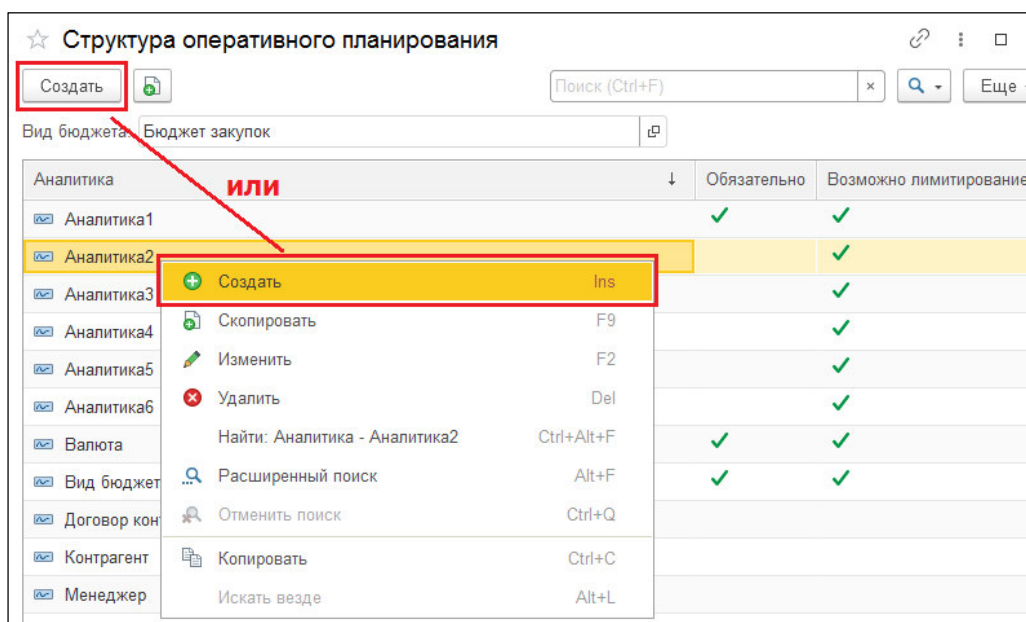 Структура оперативного планирования
Создать Поиск (Ctrl+F) × Еще
Вид бюджета: Бюджет закупок
или
Аналитика ↓ Обязательно Возможно лимитирование
Аналитика1
Аналитика2
Аналитика3
Аналитика4
Аналитика5
Аналитика6
Валюта
Вид бюджет
Договор кон
Контрагент
Менеджер
Создать Ins
Скопировать F9
Изменить F2
Удалить Del
Найти: Аналитика - Аналитика2 Ctrl+Alt+F
Расширенный поиск Alt+F
Отменить поиск Ctrl+Q
Копировать Ctrl+C
Искать везде Alt+L